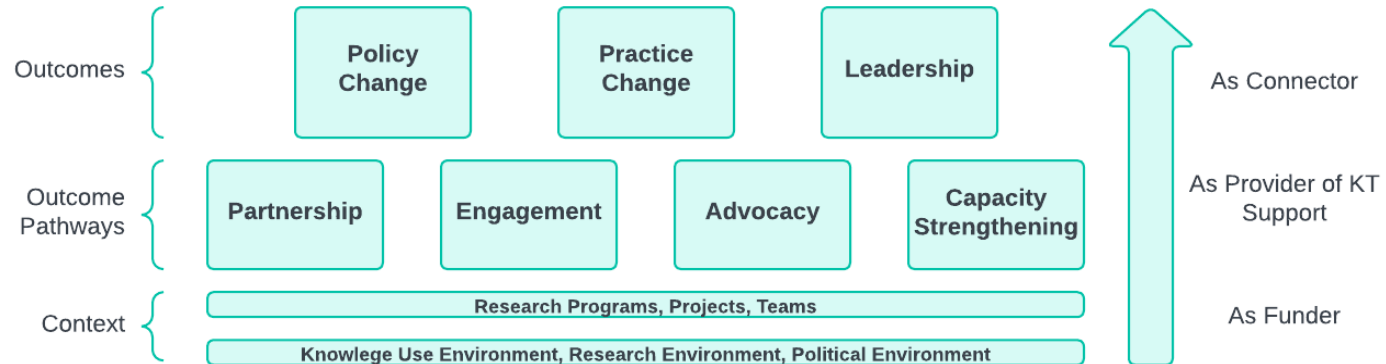 Outcomes
Policy
Change
Practice
Change
Leadership
As Connector
Outcome
Pathways
Partnership
Engagement
Advocacy
Capacity
Strengthening
As Provider of KT
Support
Context
Research Programs, Projects, Teams
Knowlege Use Environment, Research Environment, Political Environment
As Funder